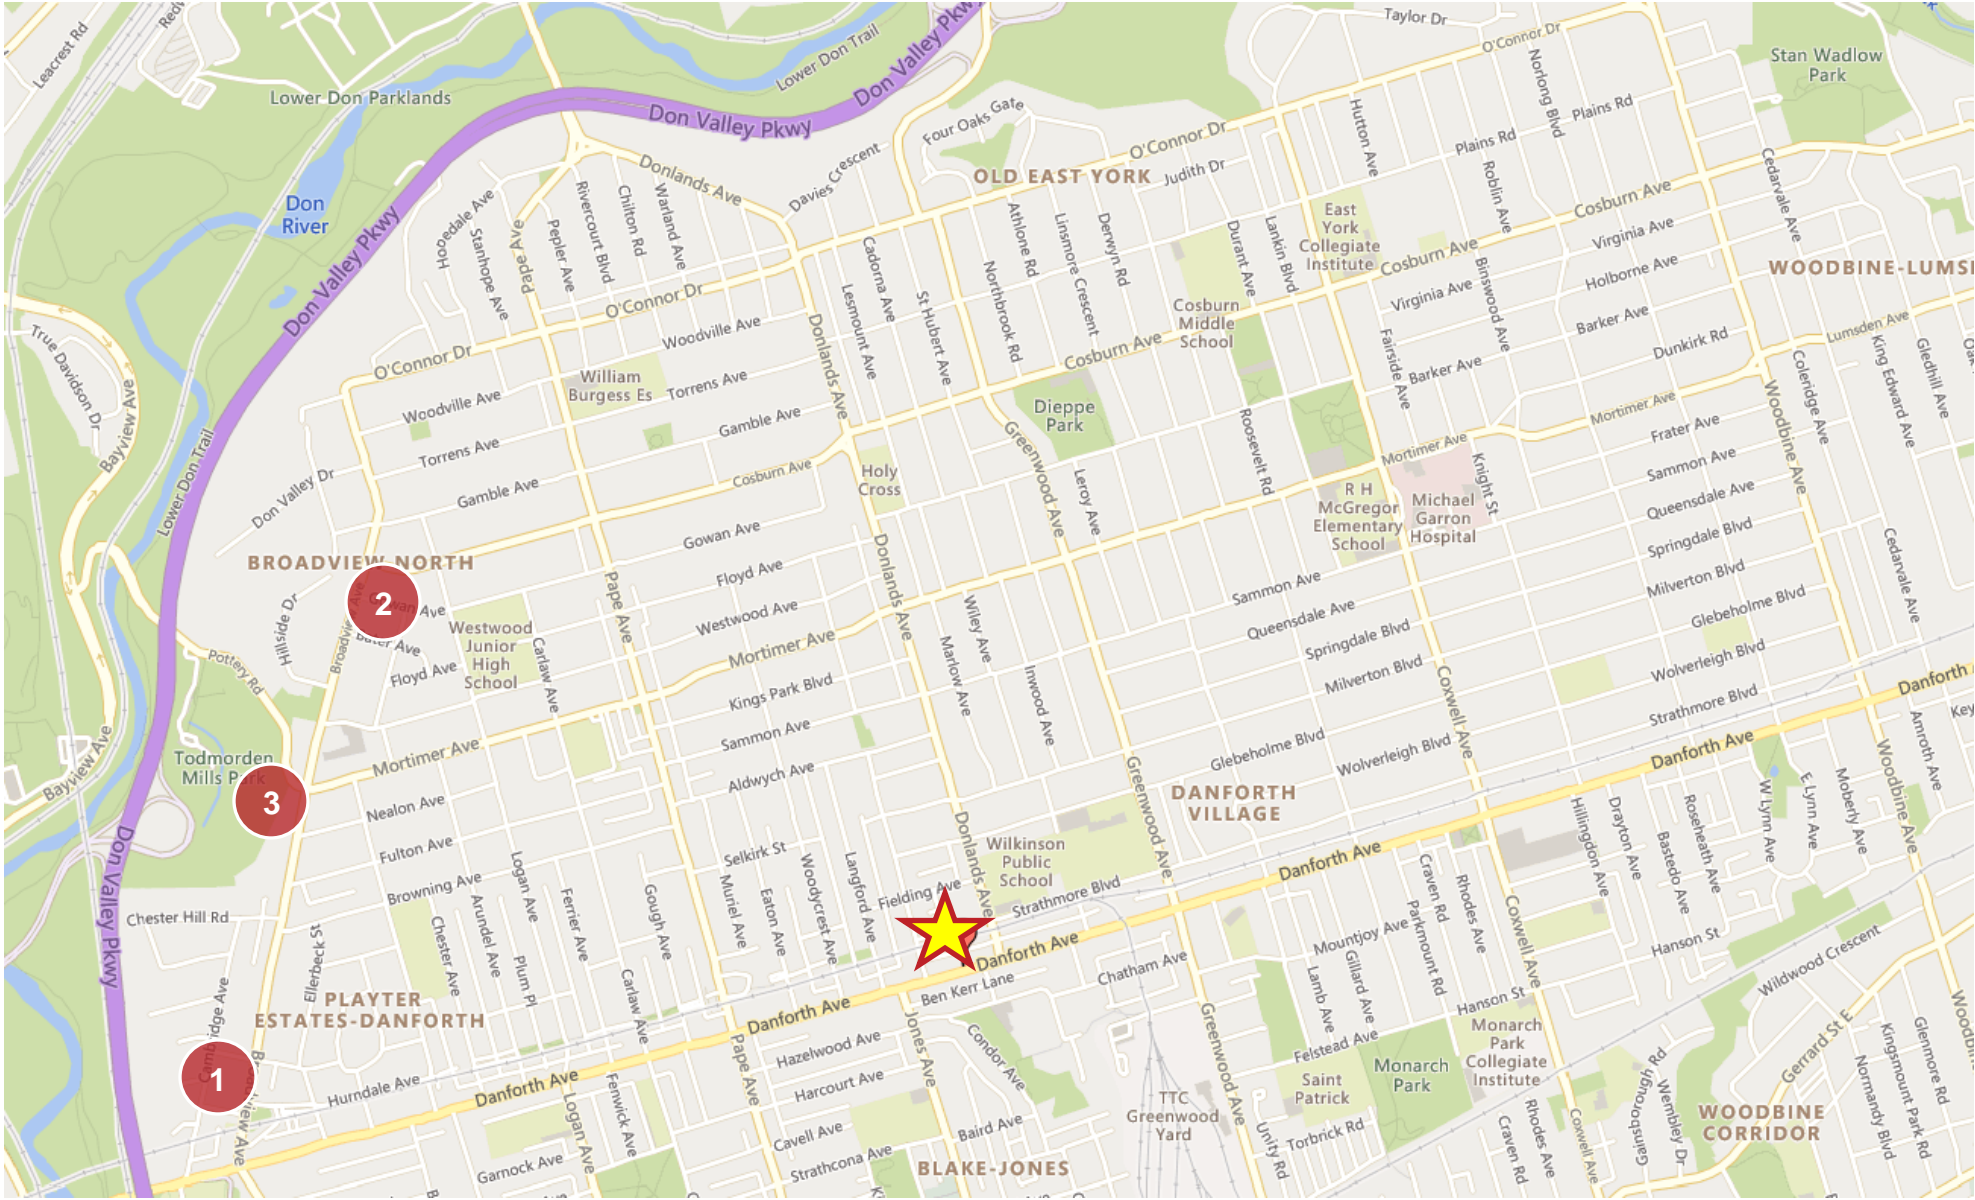 Leacrest Rd
Lower Don Parklands
Lower Don Trail
Don Valley Pkwy
Don Valley Pkwy
Taylor Dr
O'Connor Dr
Stan Wadlow
Park
Norlong Blvd
Plains Rd
Hutton Ave
Plains Rd
Four Oaks Gate
O'Connor Dr
Judith Dr
OLD EAST YORK
Davies Crescent
Donlands Ave
Don
River
Don Valley Pkwy
Hopedale Ave
Stanhope Ave
Pape Ave
Pepler Ave
Rivercourt Blvd
Chilton Rd
Warland Ave
Cadorna Ave
Lesmount Ave
St Hubert Ave
Northbrook Rd
Athlone Rd
Linsmore Crescent
Derwyn Rd
Durant Ave
Lankin Blvd
East
York
Collegiate
Institute
Roblin Ave
Cosburn Ave
Cosburn Ave
Virginia Ave
Virginia Ave
Cedarvale Ave
WOODBINE-LUMS
Holborne Ave
Binswood Ave
Barker Ave
Barker Ave
Dunkirk Rd
Lumsden Ave
Fairside Ave
Cosburn
Middle
School
Cosburn Ave
O'Connor Dr
Woodville Ave
O'Connor Dr
Donlands Ave
True Davidson Dr
Bayview Ave
William
Burgess Es
Torrens Ave
Woodville Ave
Gamble Ave
Torrens Ave
Gamble Ave
Cosburn Ave
Dieppe
Park
Greenwood Ave
Leroy Ave
Roosevelt Rd
Mortimer Ave
Mortimer Ave
Frater Ave
Sammon Ave
Queensdale Ave
Springdale Blvd
Milverton Blvd
Glebeholme Blvd
Wolverleigh Blvd
Strathmore Blvd
Woodbine Ave
Coleridge Ave
King Edward Ave
Gledhill Ave
Knight St
R H
McGregor
Elementary
School
Michael
Garron
Hospital
Holy
Cross
Lower Don Trail
Don Valley Dr
BROADVIEW NORTH
2
Gowan Ave
Bater Ave
Floyd Ave
Broadview Ave
Hillside Dr
Westwood
Junior
High
School
Carlaw Ave
Pape Ave
Gowan Ave
Floyd Ave
Westwood Ave
Mortimer Ave
Donlands Ave
Wiley Ave
Marlow Ave
Inwood Ave
Kings Park Blvd
Sammon Ave
Aldwych Ave
Sammon Ave
Queensdale Ave
Springdale Blvd
Milverton Blvd
Glebeholme Blvd
Wolverleigh Blvd
Coxwell Ave
Cedarvale Ave
Danforth
Danforth Ave
Key
Amroth Ave
Woodbine Ave
Pottery Rd
Todmorden
Mills Park
3
Bayview Ave
Mortimer Ave
Nealon Ave
Fulton Ave
Browning Ave
DANFORTH
VILLAGE
Greenwood Ave
Wilkinson
Public
School
Donlands Ave
Selkirk St
Fielding Ave
Strathmore Blvd
Danforth Ave
W Lynn Ave
E Lynn Ave
Moberly Ave
Hillingdon Ave
Drayton Ave
Roseheath Ave
Bastedo Ave
Craven Rd
Parkmount Rd
Rhodes Ave
Mountjoy Ave
Gillard Ave
Lamb Ave
Coxwell Ave
Hanson St
Hanson St
Wildwood Crescent
Gerrard St E
Chester Hill Rd
Don Valley Pkwy
Cambridge Ave
Ellerbeck St
Chester Ave
Arundel Ave
Logan Ave
Plum Pl
Ferrier Ave
Gough Ave
Carlaw Ave
Muriel Ave
Eaton Ave
Woodycrest Ave
Langford Ave
PLAYTER
ESTATES-DANFORTH
Danforth Ave
Ben Kerr Lane
Danforth Ave
Chatham Ave
Greenwood Ave
Felstead Ave
Saint
Patrick
Monarch
Park
Monarch
Park
Collegiate
Institute
1
Broadview Ave
Hurndale Ave
Danforth Ave
Logan Ave
Fenwick Ave
Garnock Ave
Pape Ave
Hazelwood Ave
Harcourt Ave
Cavell Ave
Strathcona Ave
Jones Ave
Condor Ave
Baird Ave
BLAKE-JONES
TTC
Greenwood
Yard
Unity Rd
Torbrick Rd
Craven Rd
Rhodes Ave
Coxwell Ave
Gainsborough Rd
Wembley Dr
WOODBINE
CORRIDOR
Normandy Blvd
Kingsmount Park Rd
Glenmore Rd